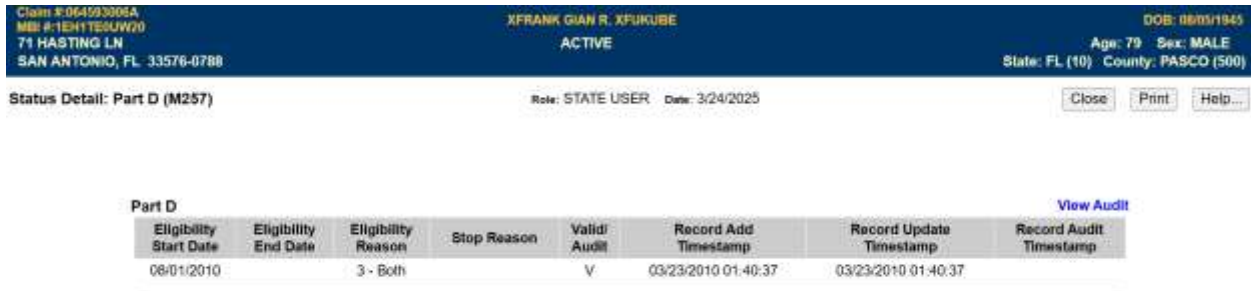 Claim #:064593006A
MBI #:1EH1TE0UW20
71 HASTING LN
SAN ANTONIO, FL 33576-0788
XFRANK GIAN R. XFUKUBE
ACTIVE
DOB: 08/05/1945
Age: 79 Sex: MALE
State: FL (10) County: PASCO (500)
Status Detail: Part D (M257)
Role: STATE USER Date: 3/24/2025
Close Print Help...
Part D
View Audit
Eligibility Start Date Eligibility End Date Eligibility Reason Stop Reason Valid/ Audit Record Add Timestamp Record Update Timestamp Record Audit Timestamp
08/01/2010 3 - Both V 03/23/2010 01:40:37 03/23/2010 01:40:37